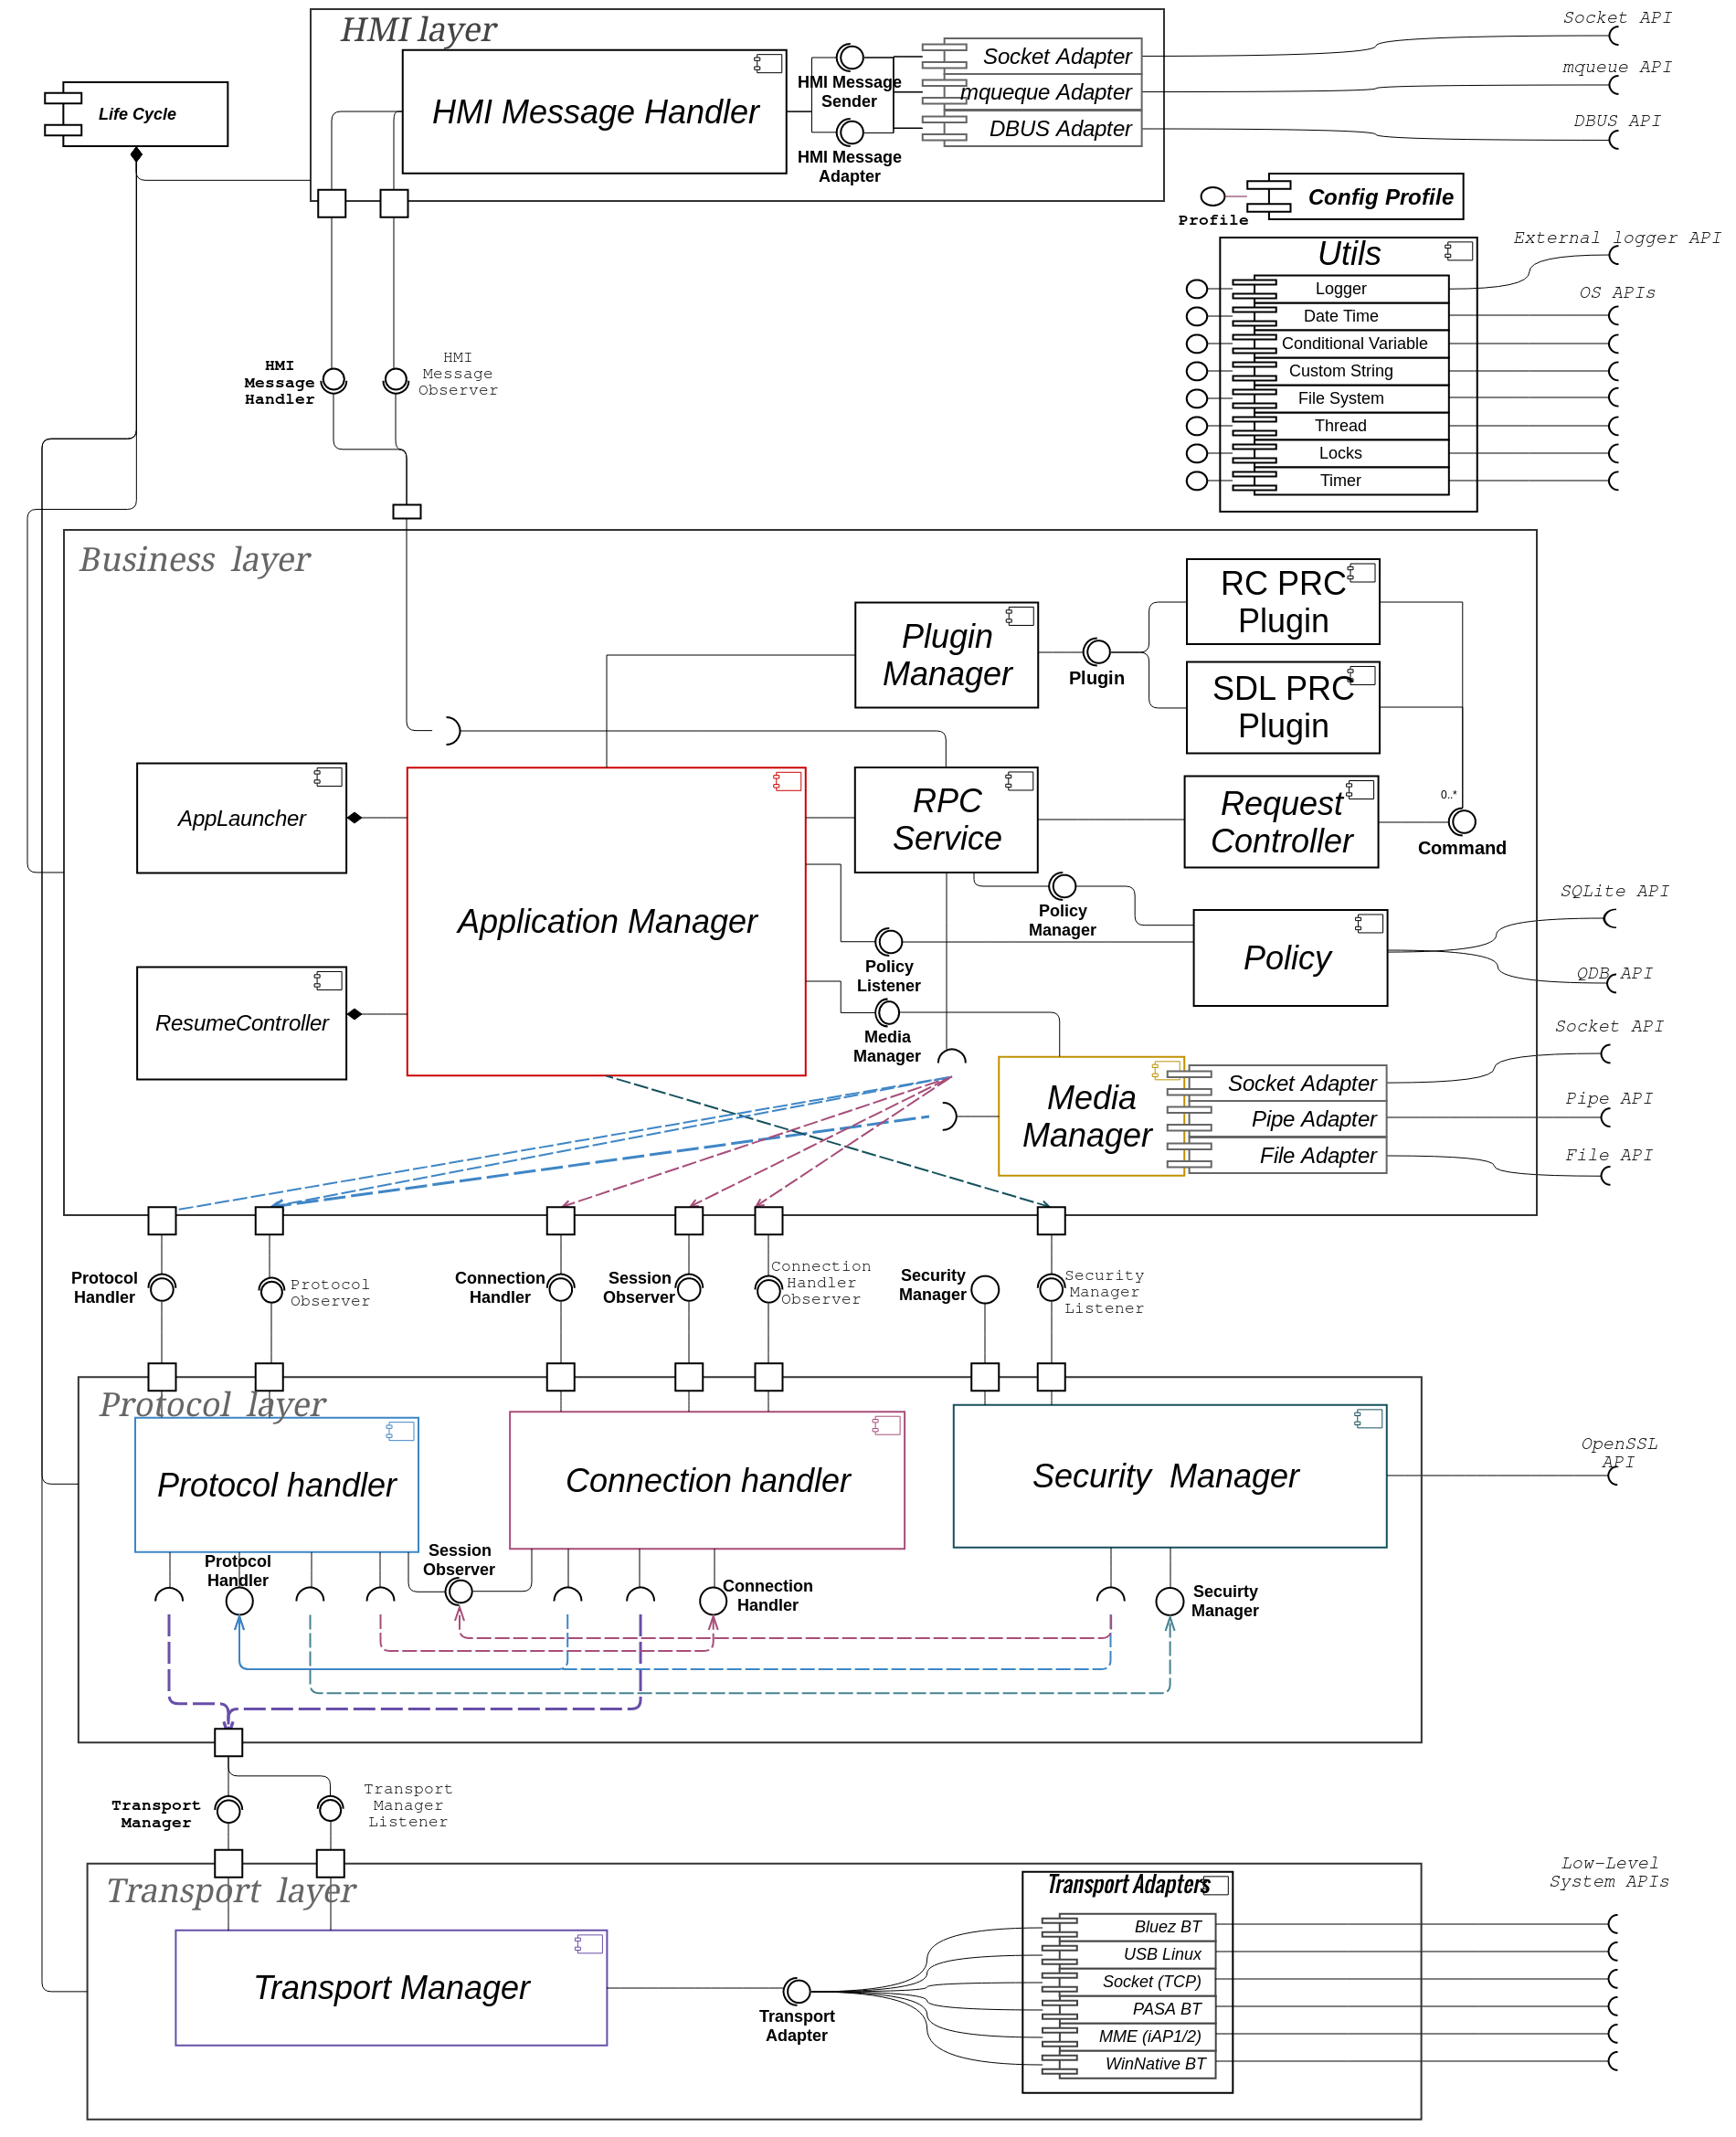 HMI layer
Socket API
mqueue API
DBUS API
Life Cycle
HMI Message Handler
HMI Message
Sender
HMI Message
Adapter
Socket Adapter
mqueque Adapter
DBUS Adapter
Config Profile
Profile
Utils
External logger API
OS APIs
Logger
Date Time
Conditional Variable
Custom String
File System
Thread
Locks
Timer
HMI
Message
Handler
HMI
Message
Observer
Business layer
Plugin
Manager
Plugin
RC PRC
Plugin
SDL PRC
Plugin
AppLauncher
Application Manager
RPC
Service
Request
Controller
0..*
Command
Policy
Manager
Policy
Listener
Policy
SQLite API
QDB API
ResumeController
Media
Manager
Media
Manager
Socket Adapter
Pipe Adapter
File Adapter
Socket API
Pipe API
File API
Protocol
Handler
Protocol
Observer
Connection
Handler
Session
Observer
Connection
Handler
Observer
Security
Manager
Security
Manager
Listener
Protocol layer
Protocol handler
Connection handler
Security Manager
OpenSSL
API
Protocol
Handler
Session
Observer
Connection
Handler
Secuirty
Manager
Transport
Manager
Transport
Manager
Listener
Transport layer
Transport Manager
Transport
Adapter
Transport Adapters
Bluez BT
USB Linux
Socket (TCP)
PASA BT
MME (iAP1/2)
WinNative BT
Low-Level
System APIs